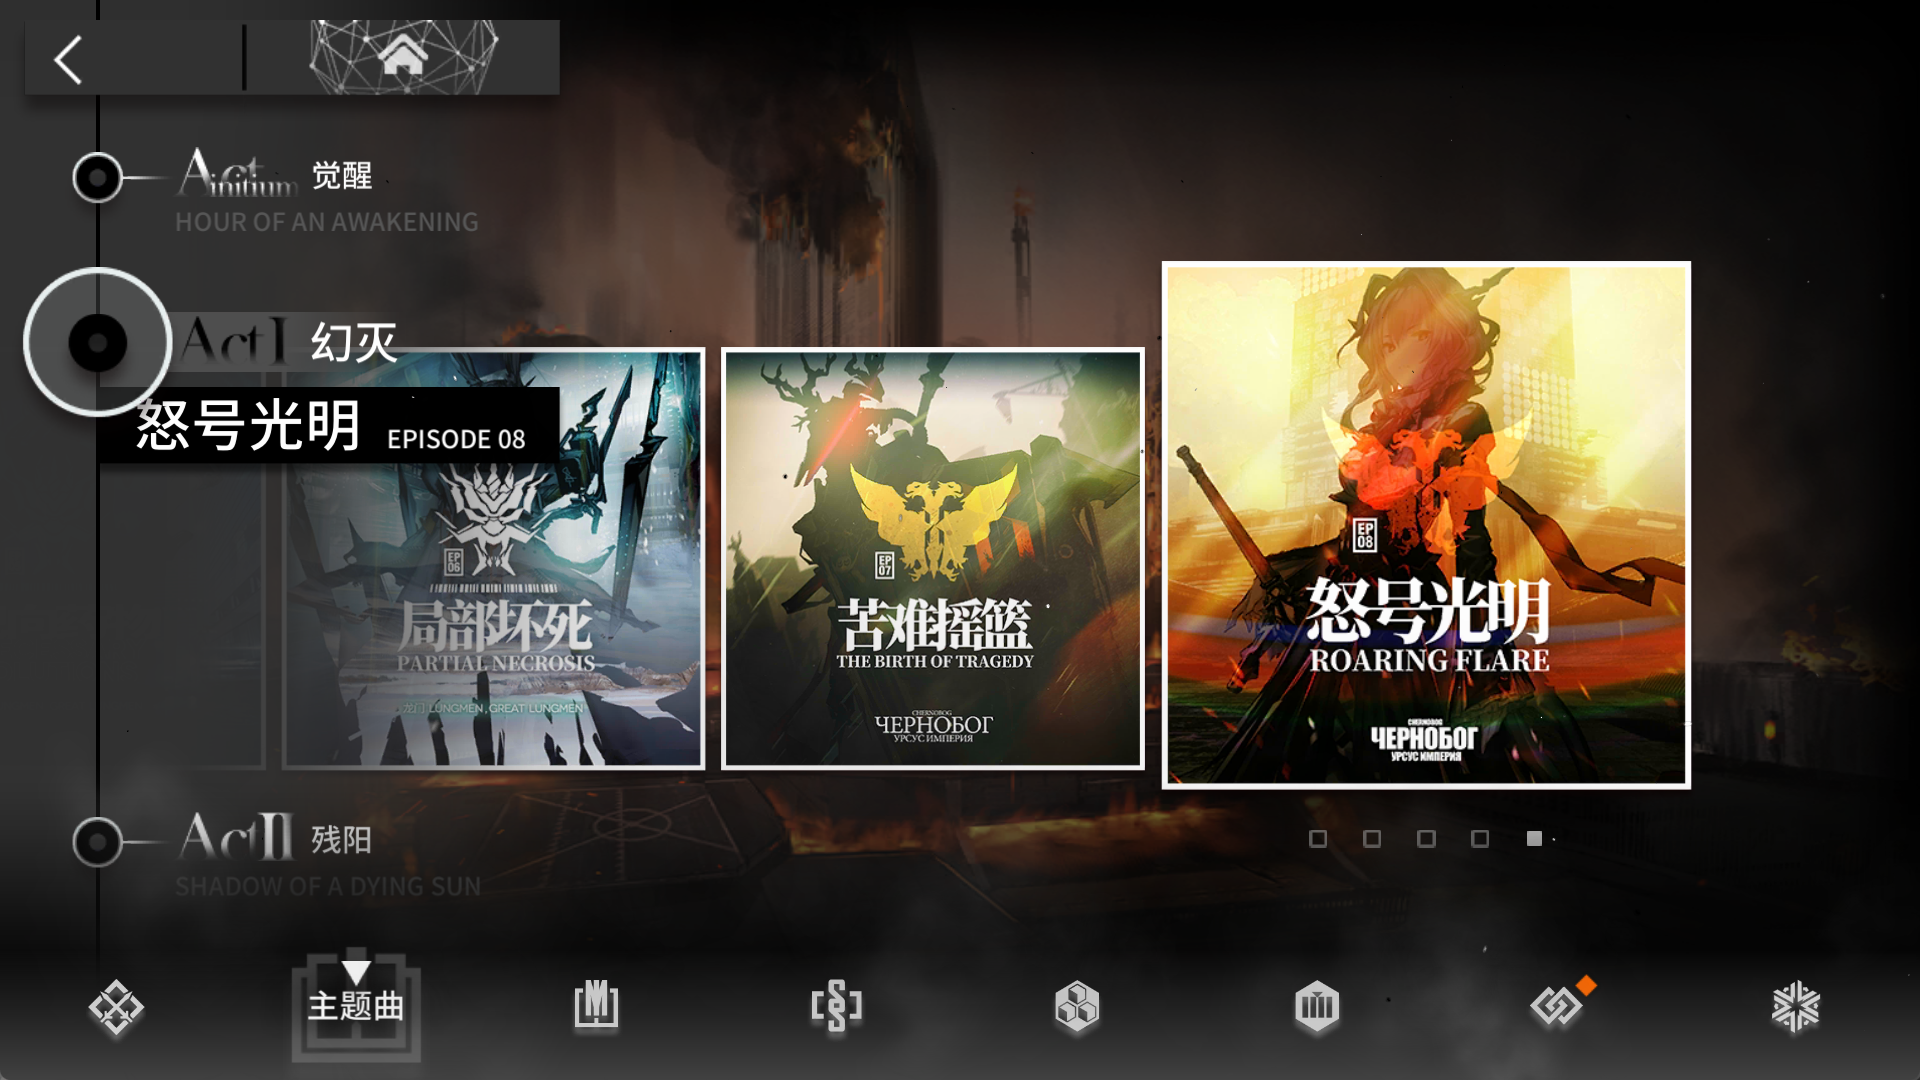 Act initium 觉醒
HOUR OF AN AWAKENING
Act I 幻灭
怒号光明 EPISODE 08
EP 06
局部坏死
PARTIAL NECROSIS
龙门 LUNGMEN, GREAT LUNGMEN
EP 07
苦难摇篮
THE BIRTH OF TRAGEDY
CHERNOBOG
ЧЕРНОБОГ
УРСУС ИМПЕРИЯ
EP 08
怒号光明
ROARING FLARE
CHERNOBOG
ЧЕРНОБОГ
УРСУС ИМПЕРИЯ
Act II 残阳
SHADOW OF A DYING SUN
主题曲